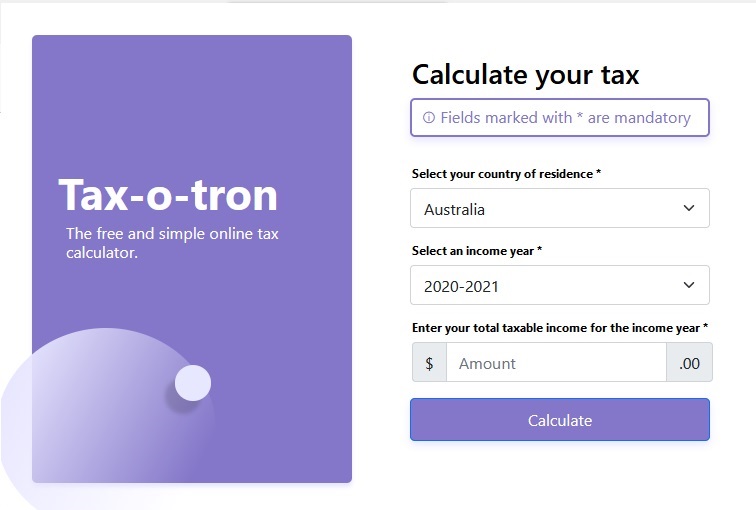 Tax-o-tron
The free and simple online tax
calculator.
Calculate your tax
Fields marked with * are mandatory
Select your country of residence *
Australia
Select an income year *
2020-2021
Enter your total taxable income for the income year *
$ Amount .00
Calculate